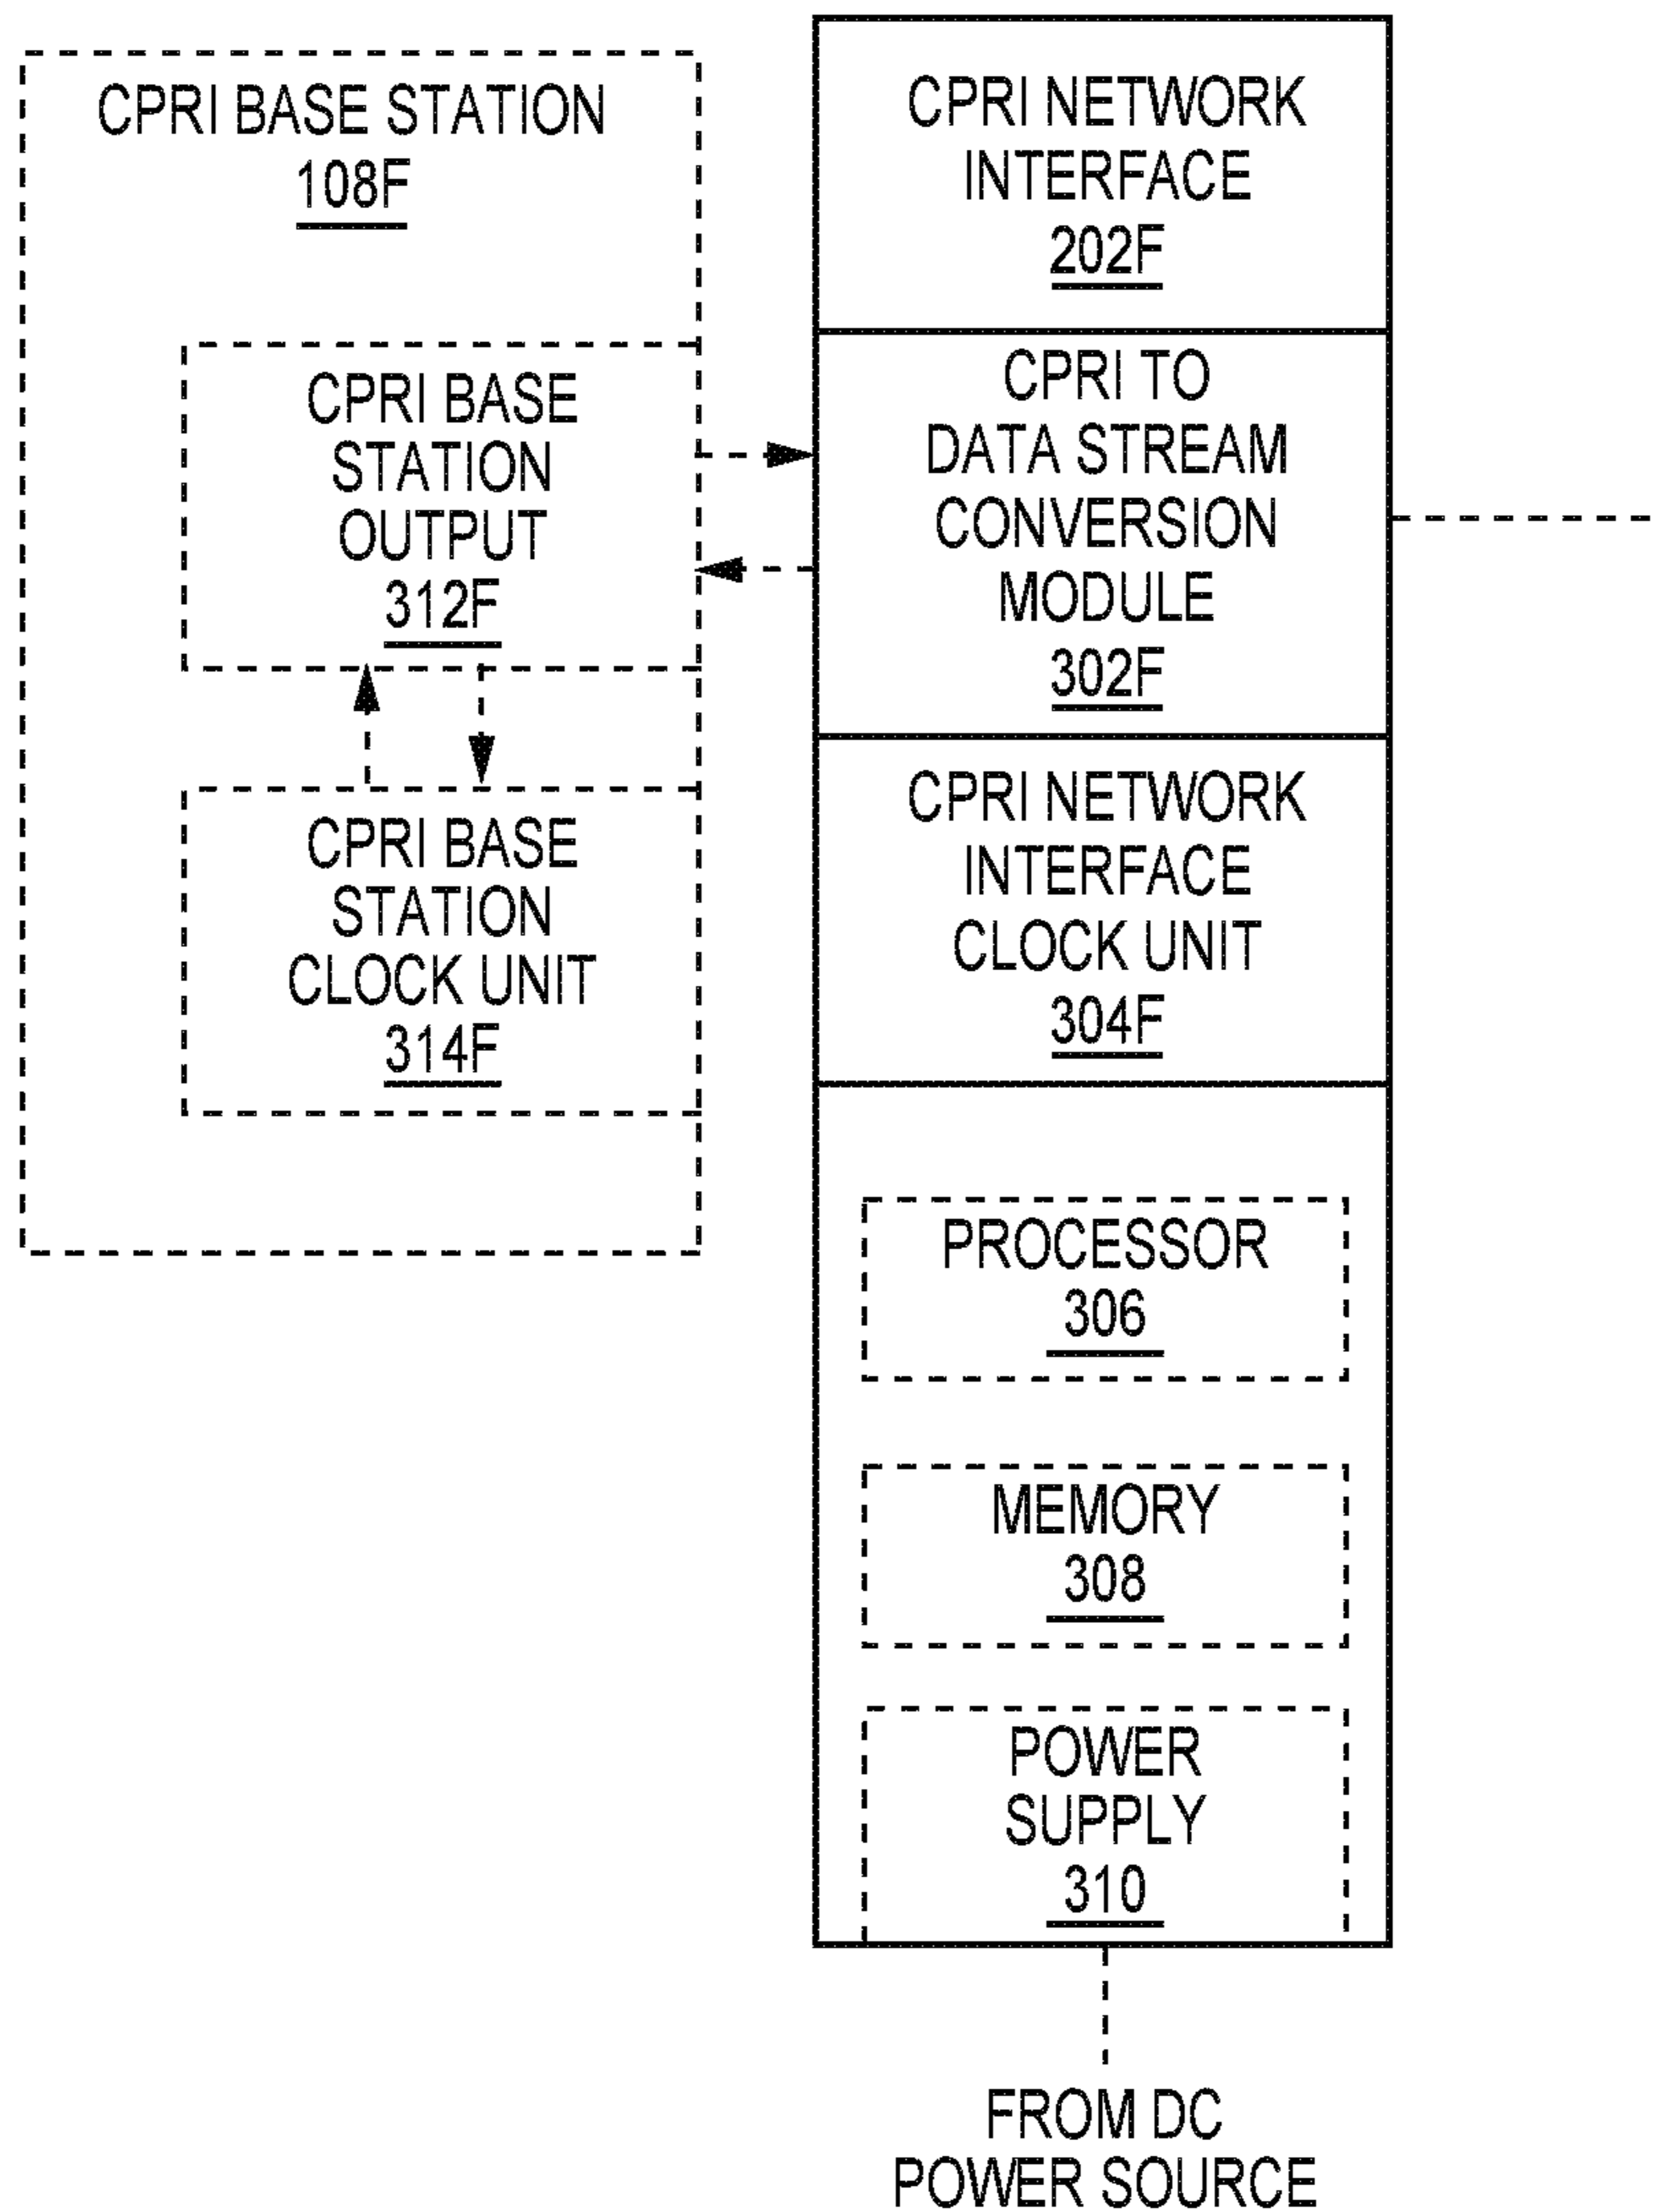 CPRI BASE STATION
108F
CPRI BASE
STATION
OUTPUT
312F
CPRI BASE
STATION
CLOCK UNIT
314F
CPRI NETWORK
INTERFACE
202F
CPRI TO
DATA STREAM
CONVERSION
MODULE
302F
CPRI NETWORK
INTERFACE
CLOCK UNIT
304F
PROCESSOR
306
MEMORY
308
POWER
SUPPLY
310
FROM DC
POWER SOURCE